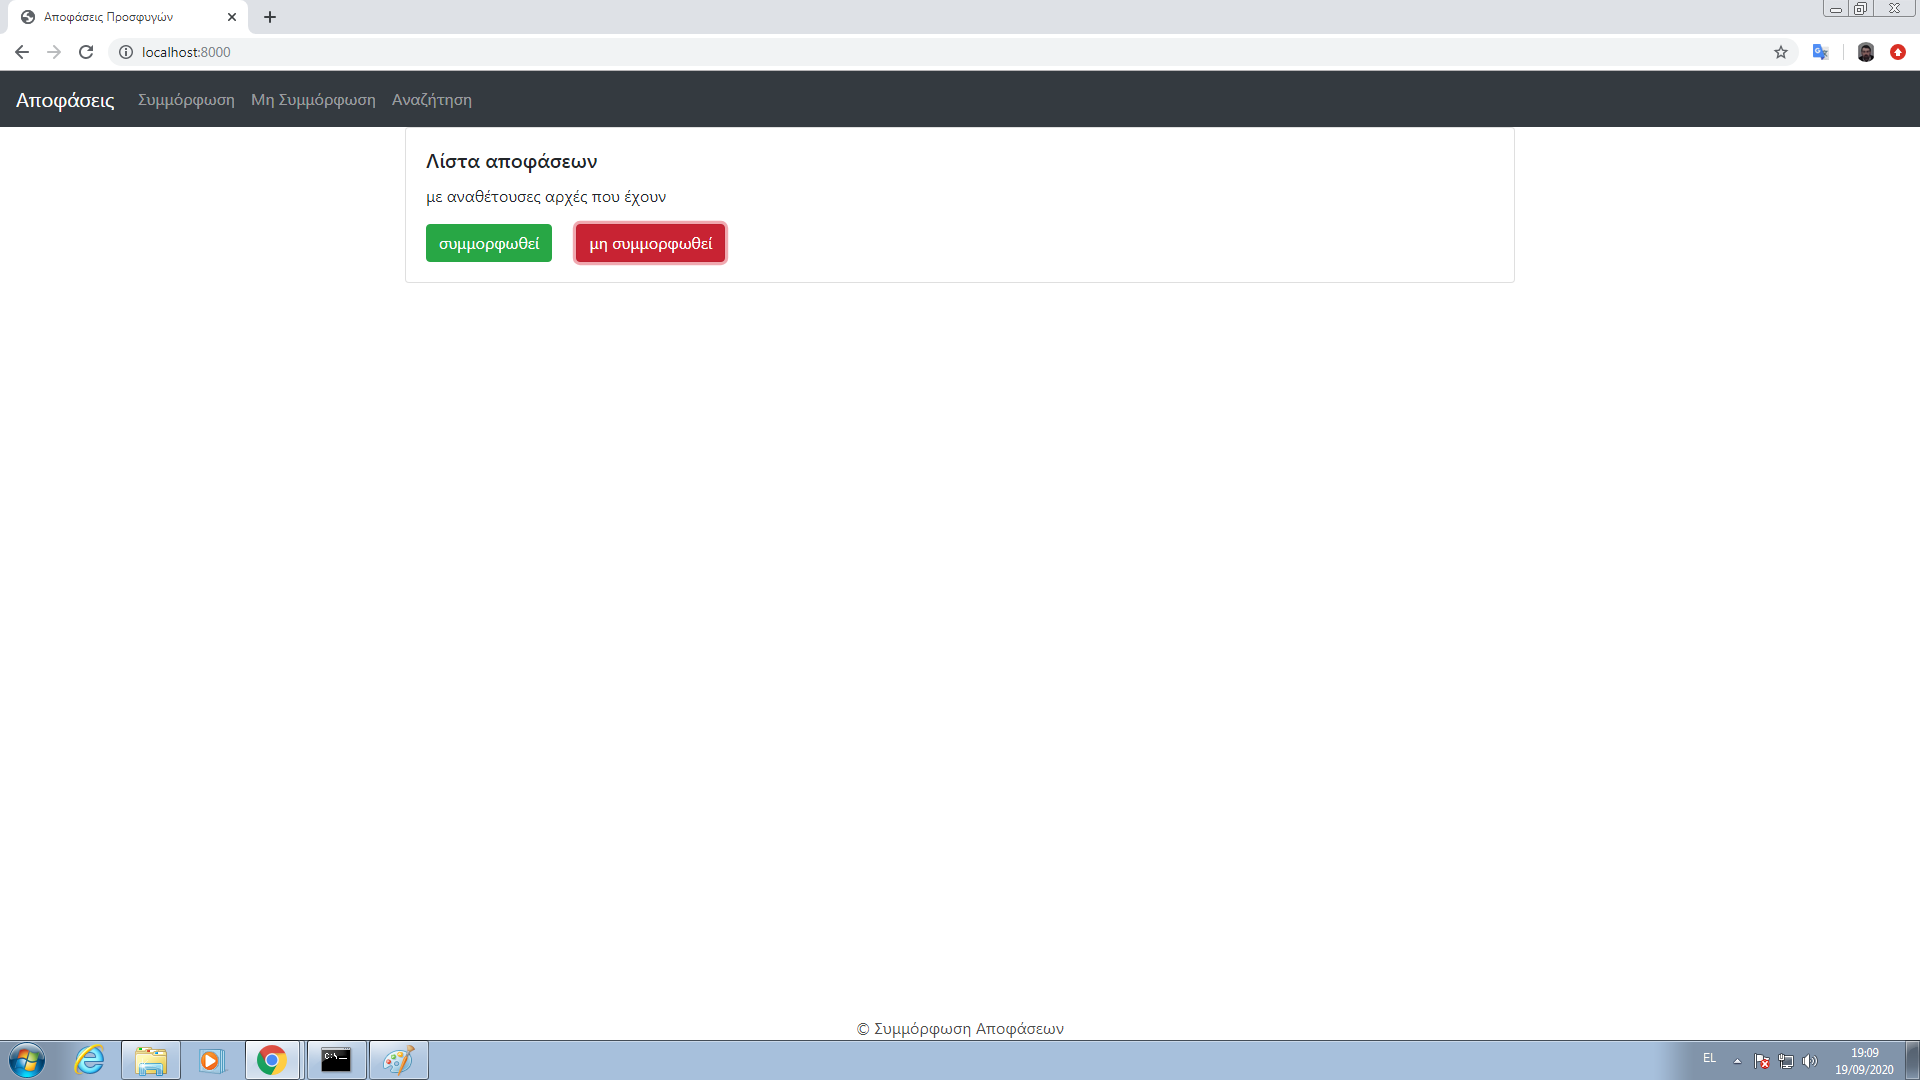 Αποφάσεις Προσφυγών
localhost:8000
Αποφάσεις Συμμόρφωση Μη Συμμόρφωση Αναζήτηση
Λίστα αποφάσεων
με αναθέτουσες αρχές που έχουν
συμμορφωθεί μη συμμορφωθεί
© Συμμόρφωση Αποφάσεων
C:\_
EL
19:09
19/09/2020